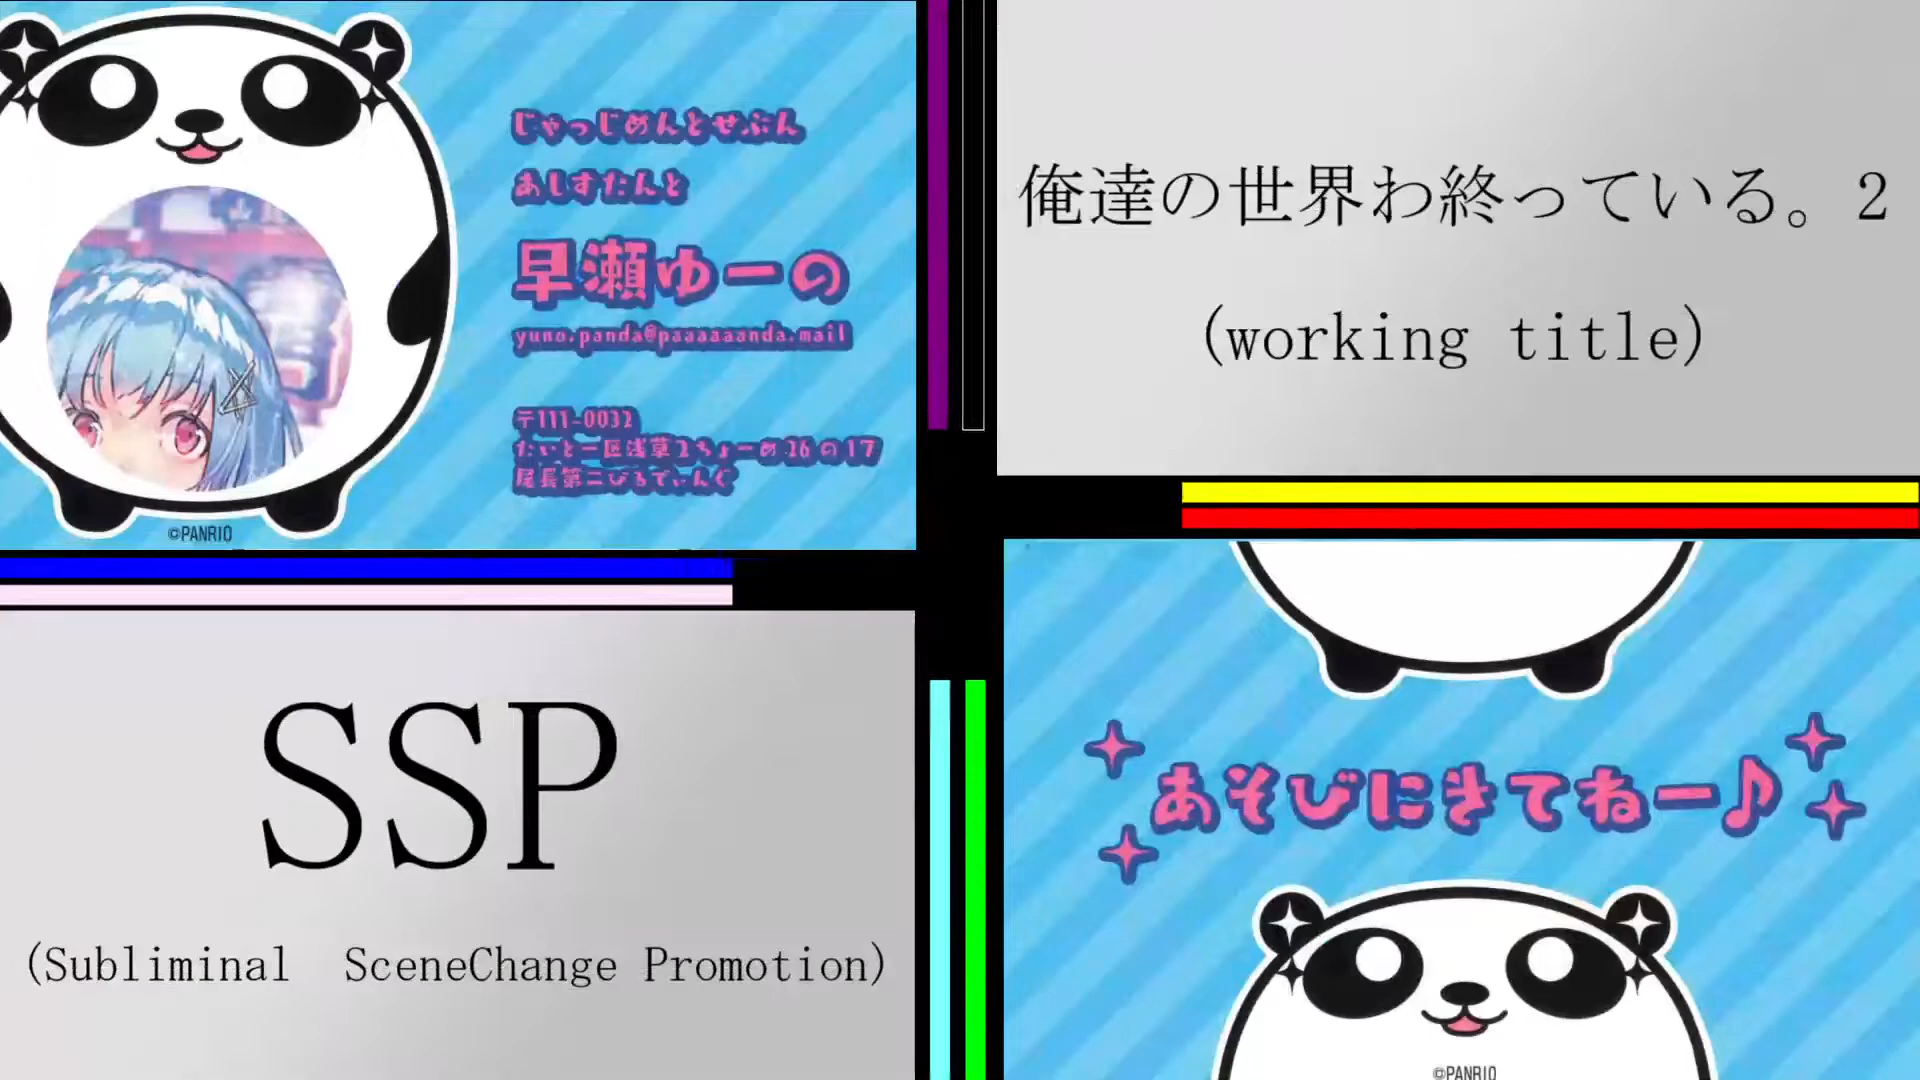 じゃっじめんとせぶん
あしすたんと
早瀬ゆーの
yuno.panda@paaaaaanda.mail
〒111-0032
たいとー区浅草2ちょーめ26の17
尾長第二びるでぃんぐ
©PANRIO
俺達の世界わ終っている。2
(working title)
SSP
(Subliminal SceneChange Promotion)
あそびにきてねー♪
©PANRIO